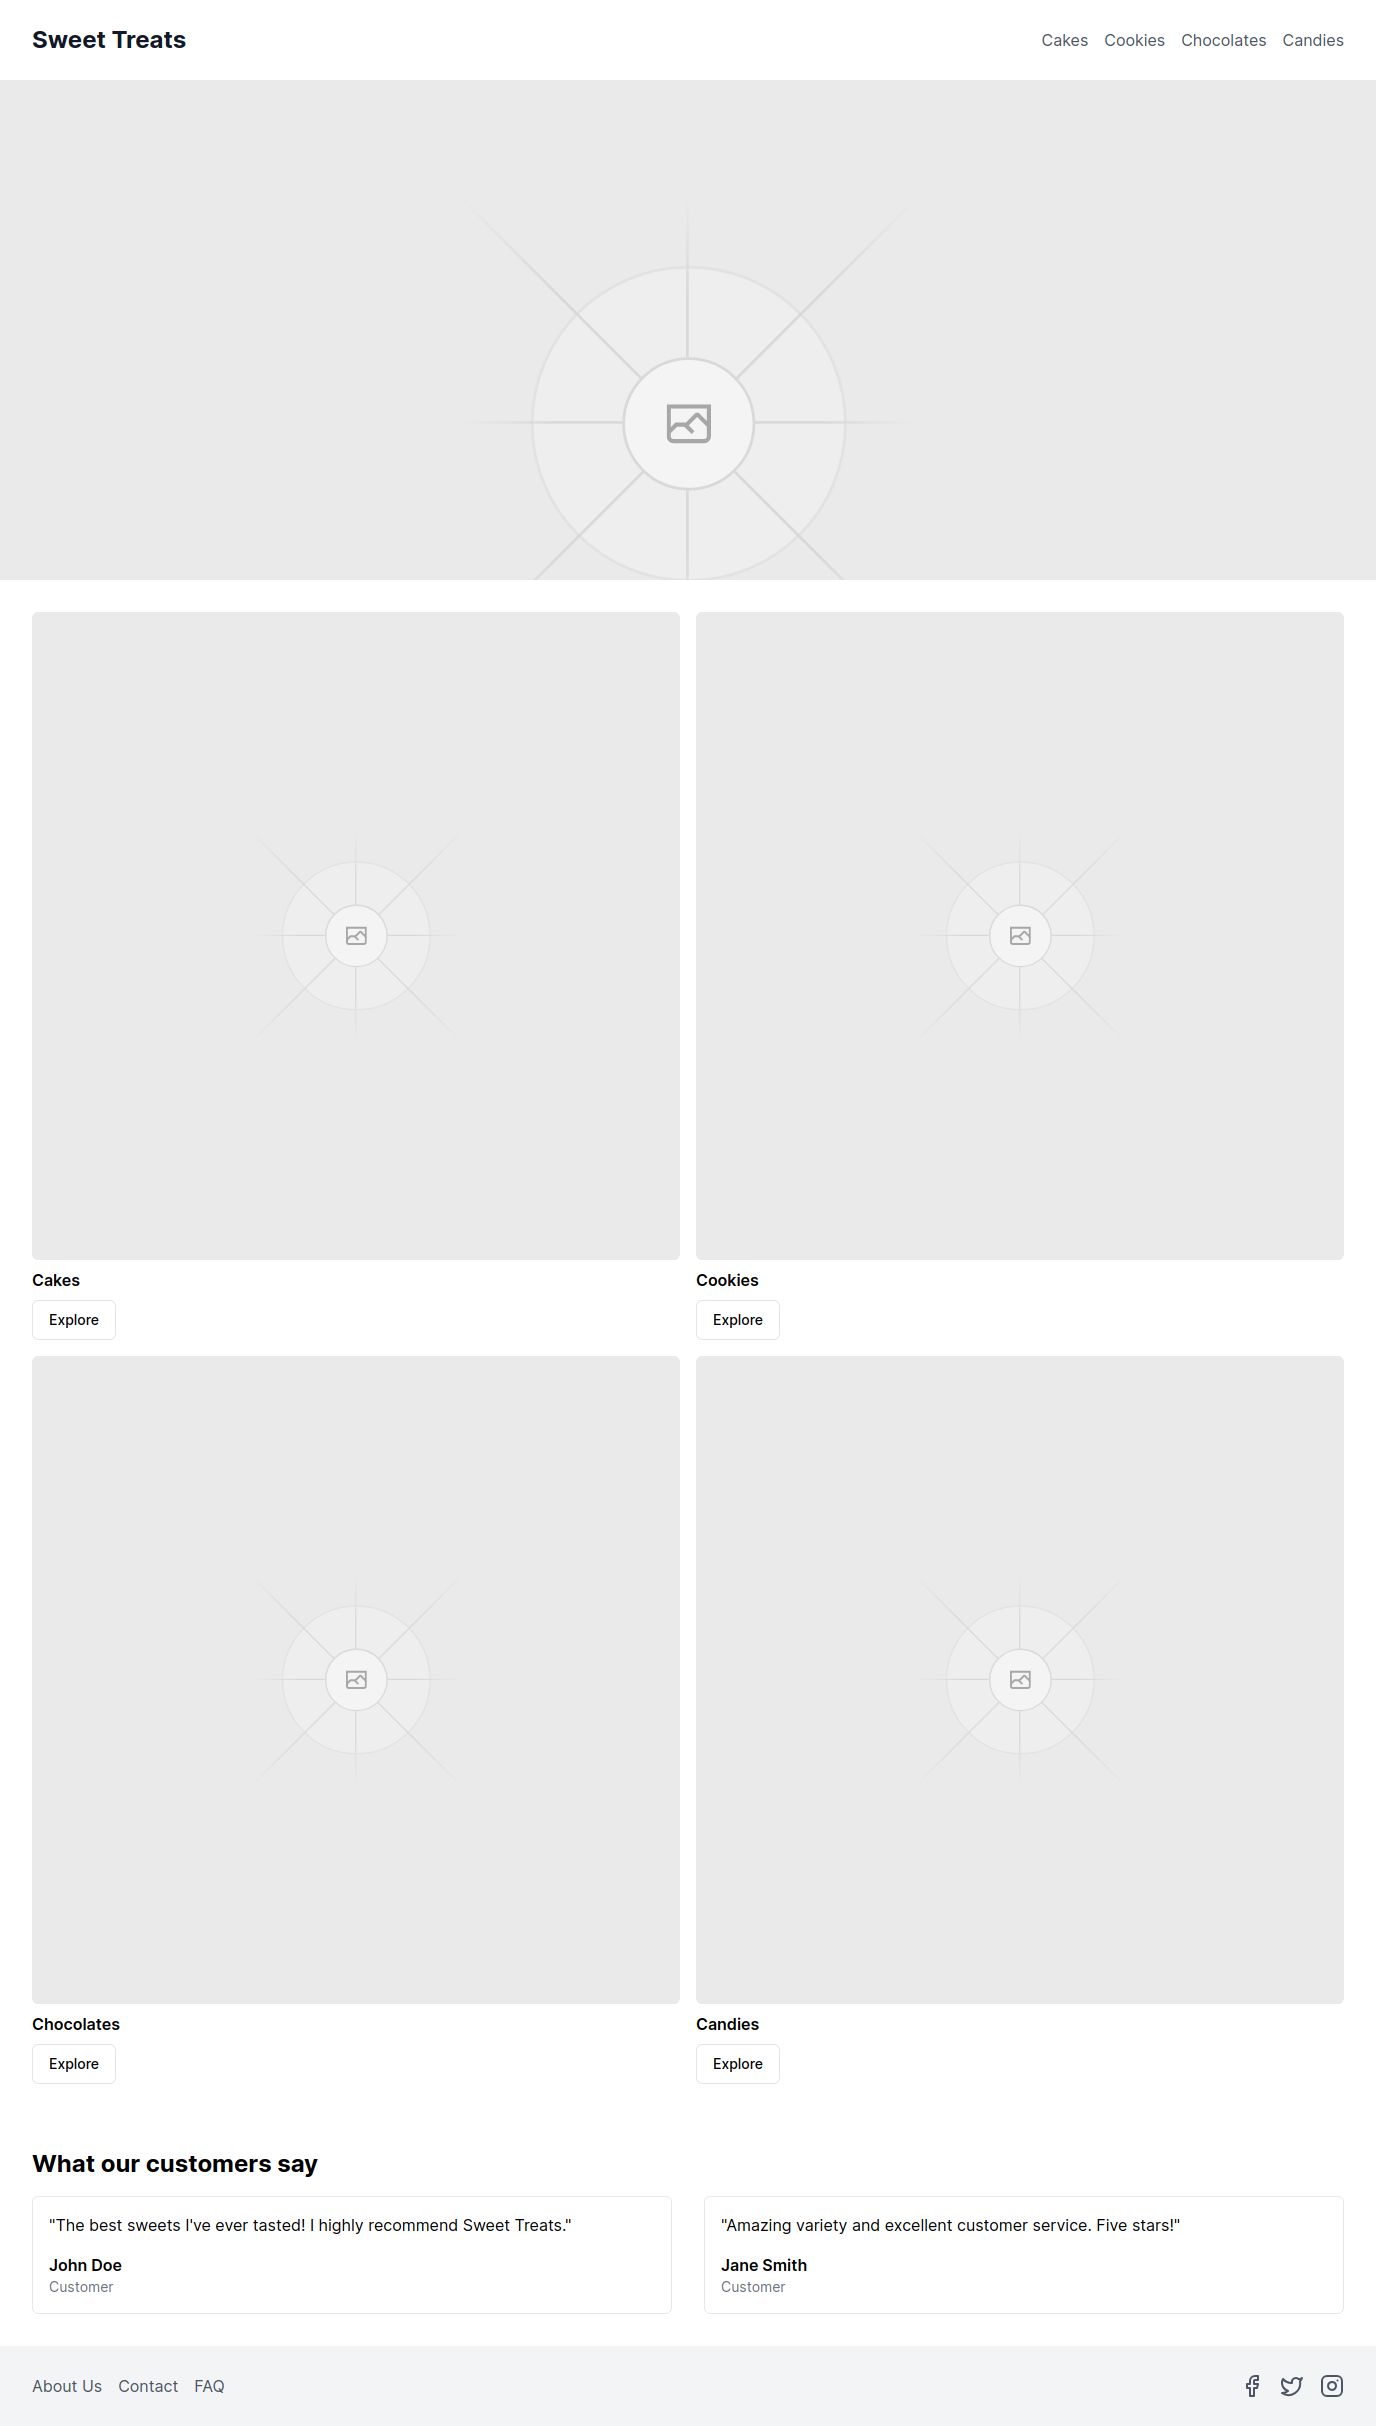 Sweet Treats
Cakes Cookies Chocolates Candies
Cakes
Explore
Cookies
Explore
Chocolates
Explore
Candies
Explore
What our customers say
"The best sweets I've ever tasted! I highly recommend Sweet Treats."
John Doe
Customer
"Amazing variety and excellent customer service. Five stars!"
Jane Smith
Customer
About Us Contact FAQ